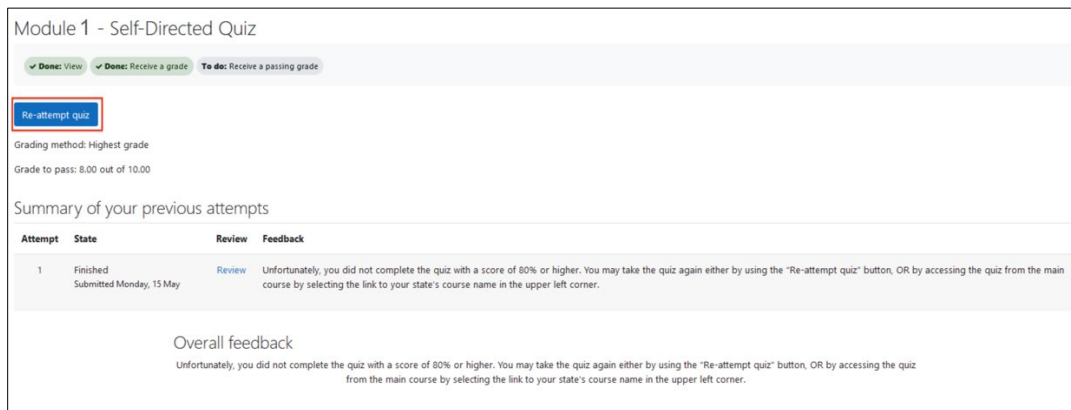 Module 1 - Self-Directed Quiz
✓ Done: View ✓ Done: Receive a grade To do: Receive a passing grade
Re-attempt quiz
Grading method: Highest grade
Grade to pass: 8.00 out of 10.00
Summary of your previous attempts
Attempt State Review Feedback
1 Finished Review Unfortunately, you did not complete the quiz with a score of 80% or higher. You may take the quiz again either by using the "Re-attempt quiz" button, OR by accessing the quiz from the main
Submitted Monday, 15 May course by selecting the link to your state's course name in the upper left corner.
Overall feedback
Unfortunately, you did not complete the quiz with a score of 80% or higher. You may take the quiz again either by using the "Re-attempt quiz" button, OR by accessing the quiz
from the main course by selecting the link to your state's course name in the upper left corner.